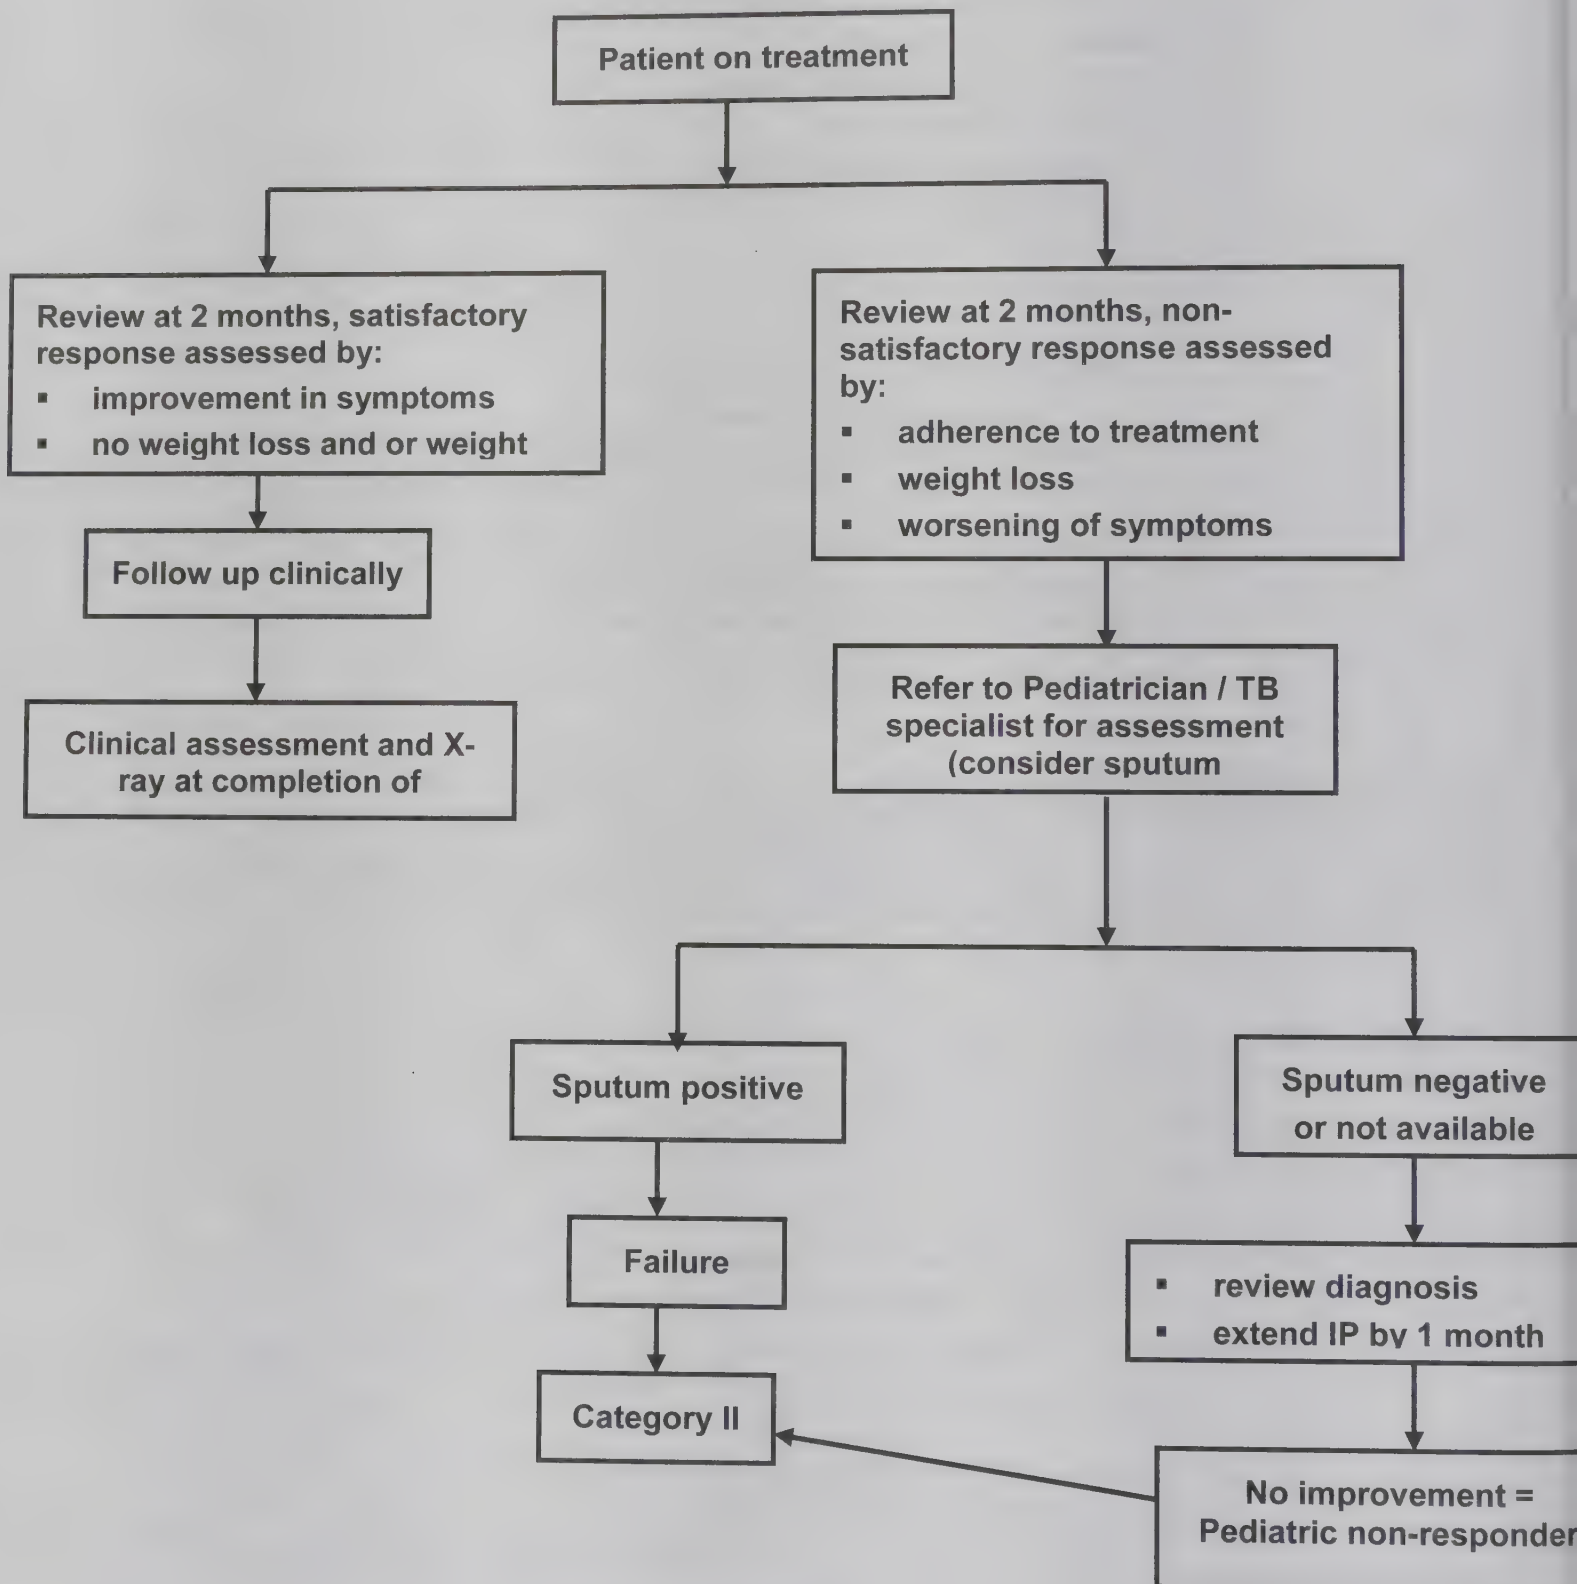 Patient on treatment
Review at 2 months, satisfactory
response assessed by:
▪ improvement in symptoms
▪ no weight loss and or weight
Follow up clinically
Clinical assessment and X-
ray at completion of
Review at 2 months, non-
satisfactory response assessed
by:
▪ adherence to treatment
▪ weight loss
▪ worsening of symptoms
Refer to Pediatrician / TB
specialist for assessment
(consider sputum
Sputum positive
Failure
Category II
Sputum negative
or not available
▪ review diagnosis
▪ extend IP by 1 month
No improvement =
Pediatric non-responder